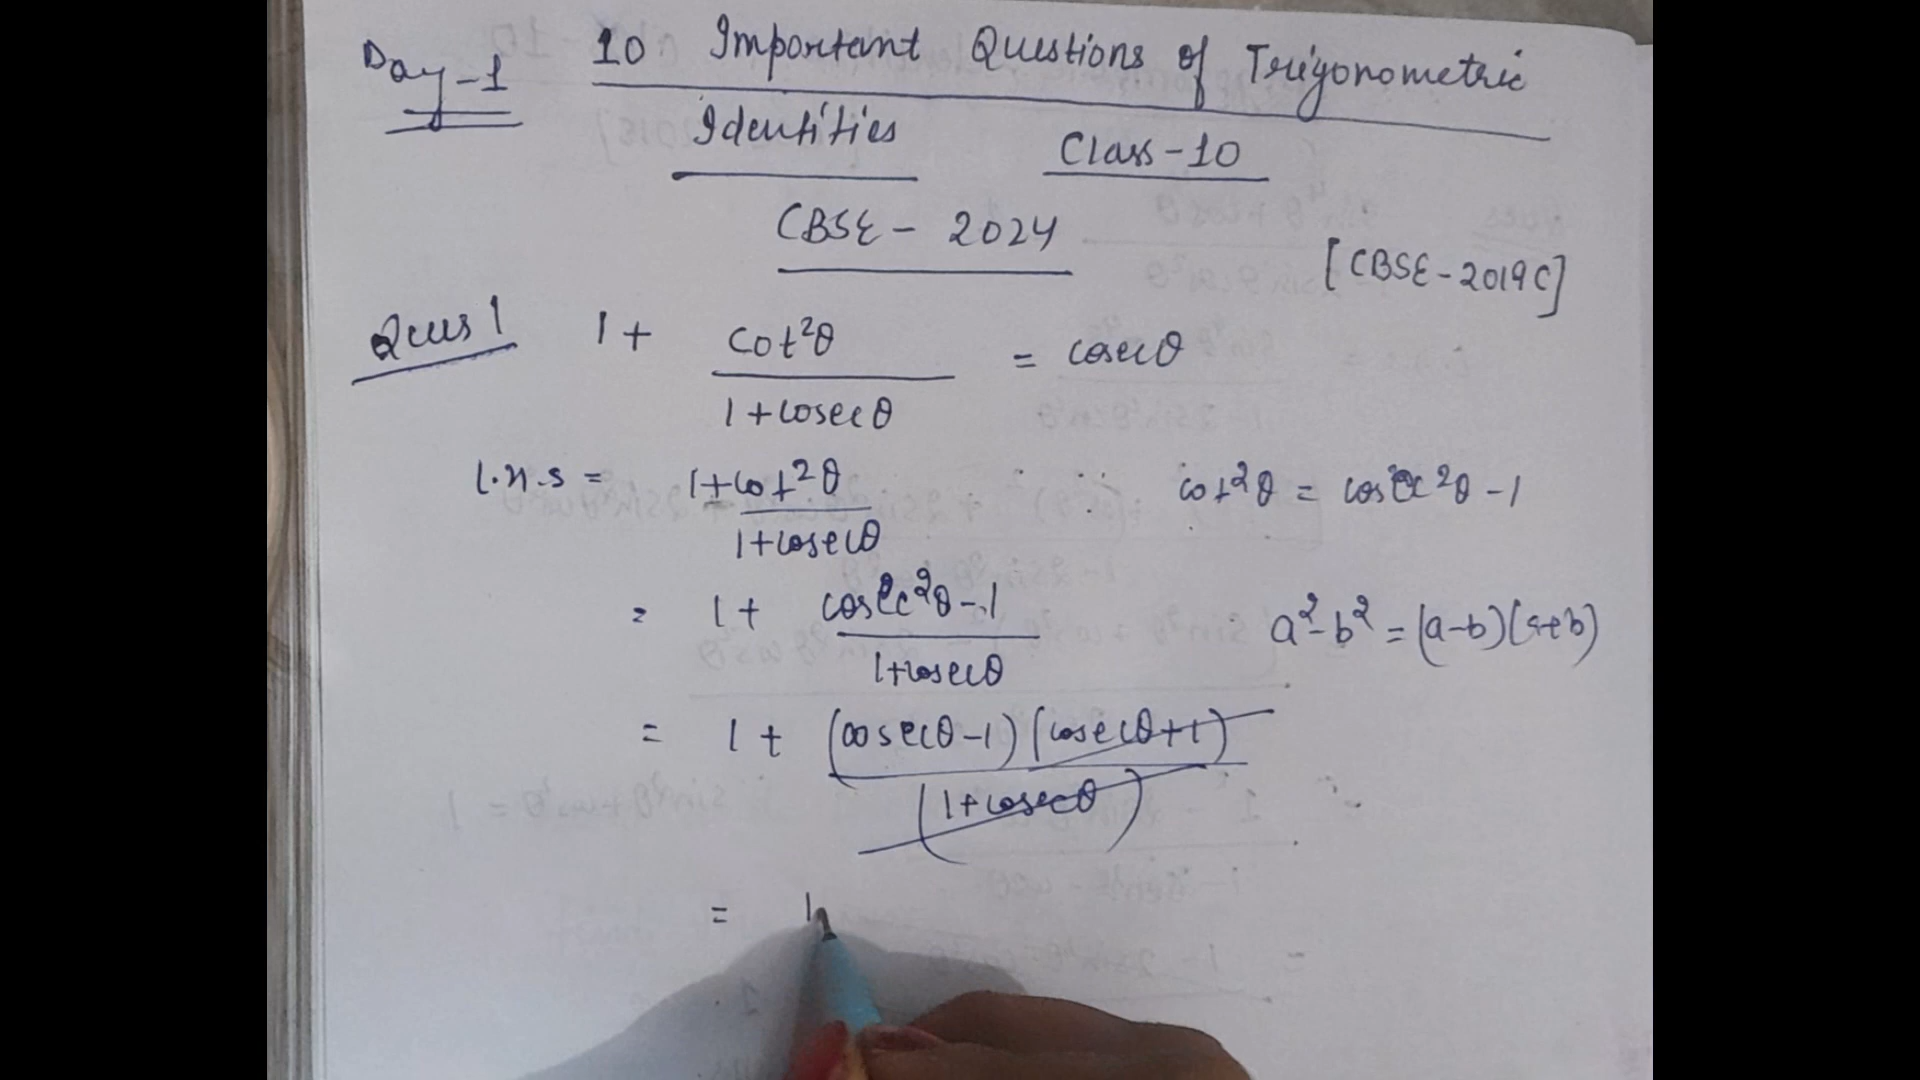 Day-1 10 Important Questions of Trigonometric
Identities Class-10
CBSE - 2024
[CBSE-2019C]
Ques 1 1 + cot²θ / 1+cosecθ = cosecθ
L.H.S = 1+cot²θ / 1+cosecθ ∵ cot²θ = cosec²θ - 1
= 1 + cosec²θ-1 / 1+cosecθ a²-b² = (a-b)(a+b)
= 1 + (cosecθ-1)(cosecθ+1) / (1+cosecθ)
= 1